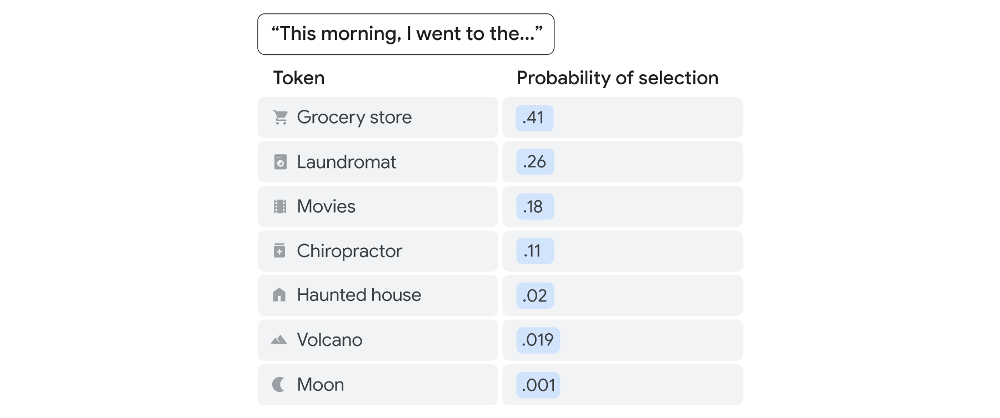 “This morning, I went to the...”
Token Probability of selection
Grocery store .41
Laundromat .26
Movies .18
Chiropractor .11
Haunted house .02
Volcano .019
Moon .001